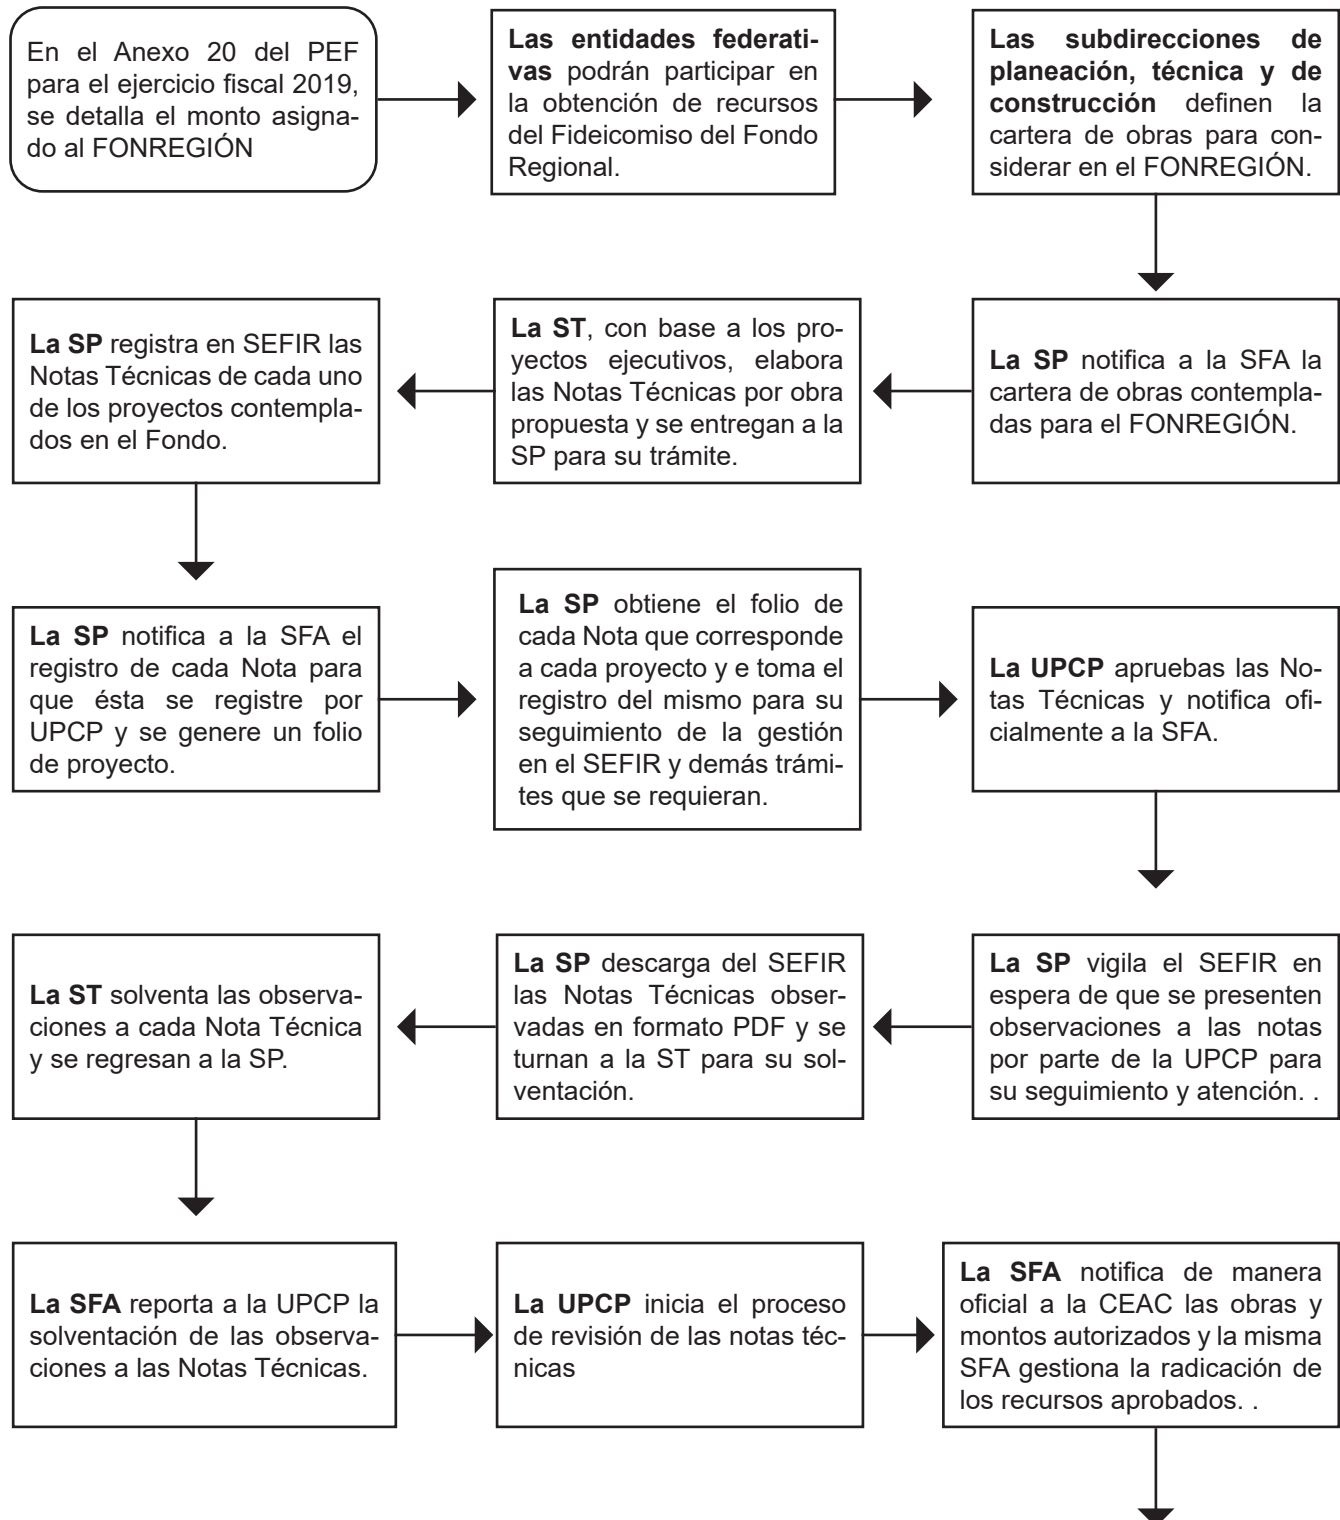 En el Anexo 20 del PEF
para el ejercicio fiscal 2019,
se detalla el monto asigna-
do al FONREGIÓN
Las entidades federati-
vas podrán participar en
la obtención de recursos
del Fideicomiso del Fondo
Regional.
Las subdirecciones de
planeación, técnica y de
construcción definen la
cartera de obras para con-
siderar en el FONREGIÓN.
La SP notifica a la SFA la
cartera de obras contempla-
das para el FONREGIÓN.
La ST, con base a los pro-
yectos ejecutivos, elabora
las Notas Técnicas por obra
propuesta y se entregan a la
SP para su trámite.
La SP registra en SEFIR las
Notas Técnicas de cada uno
de los proyectos contempla-
dos en el Fondo.
La SP notifica a la SFA el
registro de cada Nota para
que ésta se registre por
UPCP y se genere un folio
de proyecto.
La SP obtiene el folio de
cada Nota que corresponde
a cada proyecto y e toma el
registro del mismo para su
seguimiento de la gestión
en el SEFIR y demás trámi-
tes que se requieran.
La UPCP apruebas las No-
tas Técnicas y notifica ofi-
cialmente a la SFA.
La SP vigila el SEFIR en
espera de que se presenten
observaciones a las notas
por parte de la UPCP para
su seguimiento y atención. .
La SP descarga del SEFIR
las Notas Técnicas obser-
vadas en formato PDF y se
turnan a la ST para su sol-
ventación.
La ST solventa las observa-
ciones a cada Nota Técnica
y se regresan a la SP.
La SFA reporta a la UPCP la
solventación de las observa-
ciones a las Notas Técnicas.
La UPCP inicia el proceso
de revisión de las notas téc-
nicas
La SFA notifica de manera
oficial a la CEAC las obras y
montos autorizados y la misma
SFA gestiona la radicación de
los recursos aprobados. .